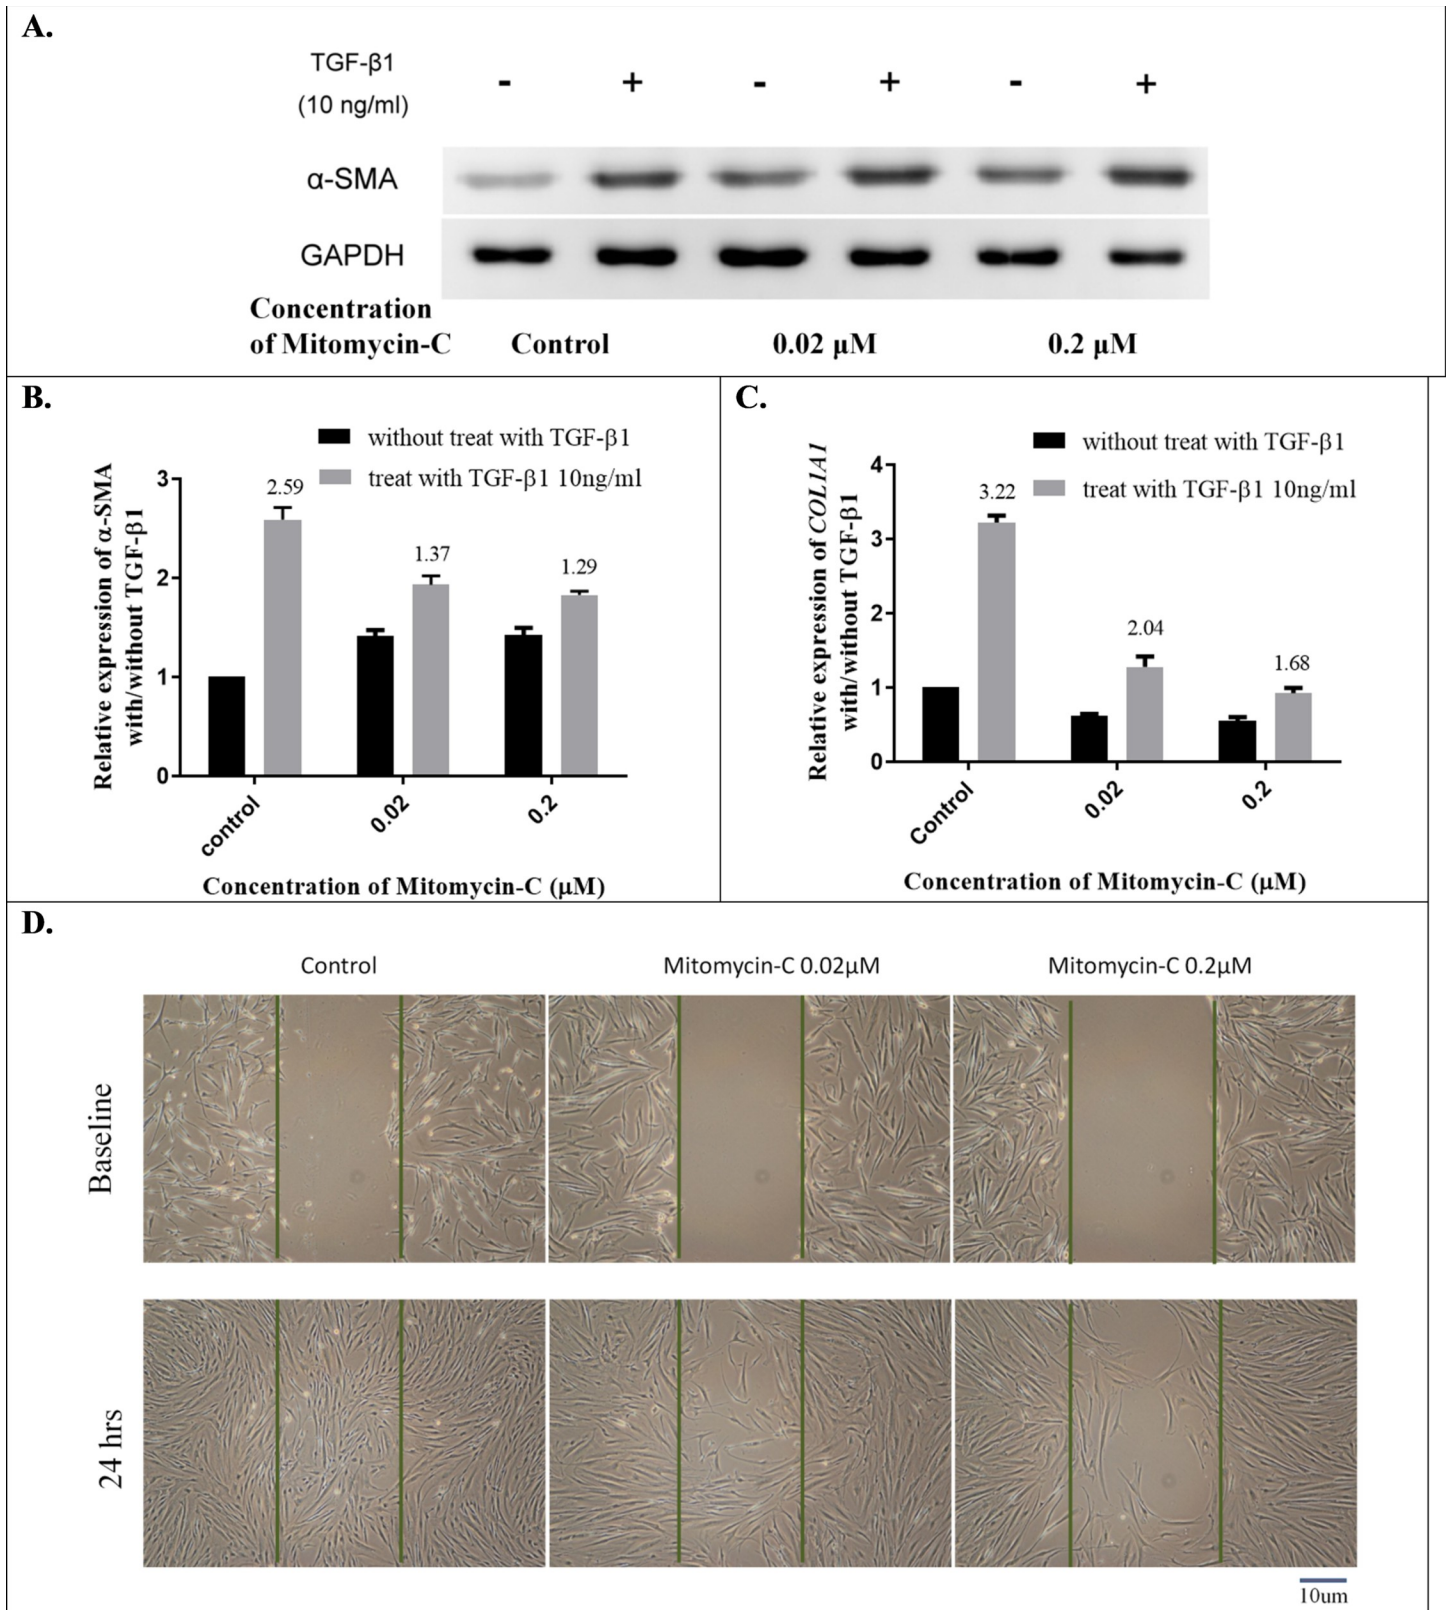 A.
TGF-β1
(10 ng/ml)
- + - + - +
α-SMA
GAPDH
Concentration
of Mitomycin-C
Control 0.02 μM 0.2 μM
B.
without treat with TGF-β1
treat with TGF-β1 10ng/ml
Relative expression of α-SMA
with/without TGF-β1
3
2
1
0
2.59
1.37
1.29
control
0.02
0.2
Concentration of Mitomycin-C (μM)
C.
without treat with TGF-β1
treat with TGF-β1 10ng/ml
Relative expression of COL1A1
with/without TGF-β1
4
3
2
1
0
3.22
2.04
1.68
Control
0.02
0.2
Concentration of Mitomycin-C (μM)
D.
Control
Mitomycin-C 0.02μM
Mitomycin-C 0.2μM
Baseline
24 hrs
10um